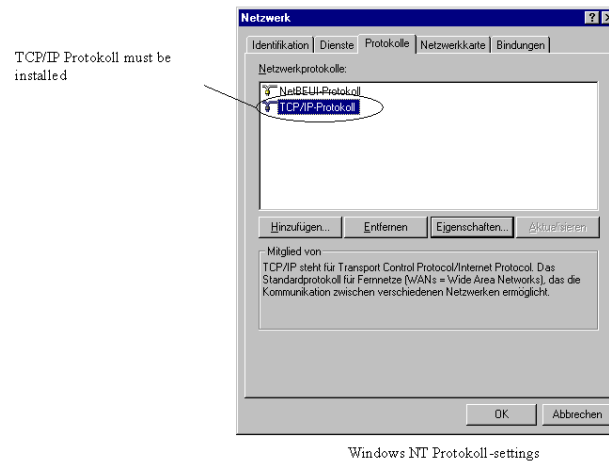 Netzwerk
TCP/IP Protokoll must be
installed
Identifikation Dienste Protokolle Netzwerkkarte Bindungen
Netzwerkprotokolle:
NetBEUI-Protokoll
TCP/IP-Protokoll
Hinzufügen... Entfernen Eigenschaften... Aktualisieren
Mitglied von
TCP/IP steht für Transport Control Protocol/Internet Protocol. Das
Standardprotokoll für Fernnetze (WANs = Wide Area Networks), das die
Kommunikation zwischen verschiedenen Netzwerken ermöglicht.
OK Abbrechen
Windows NT Protokoll-settings